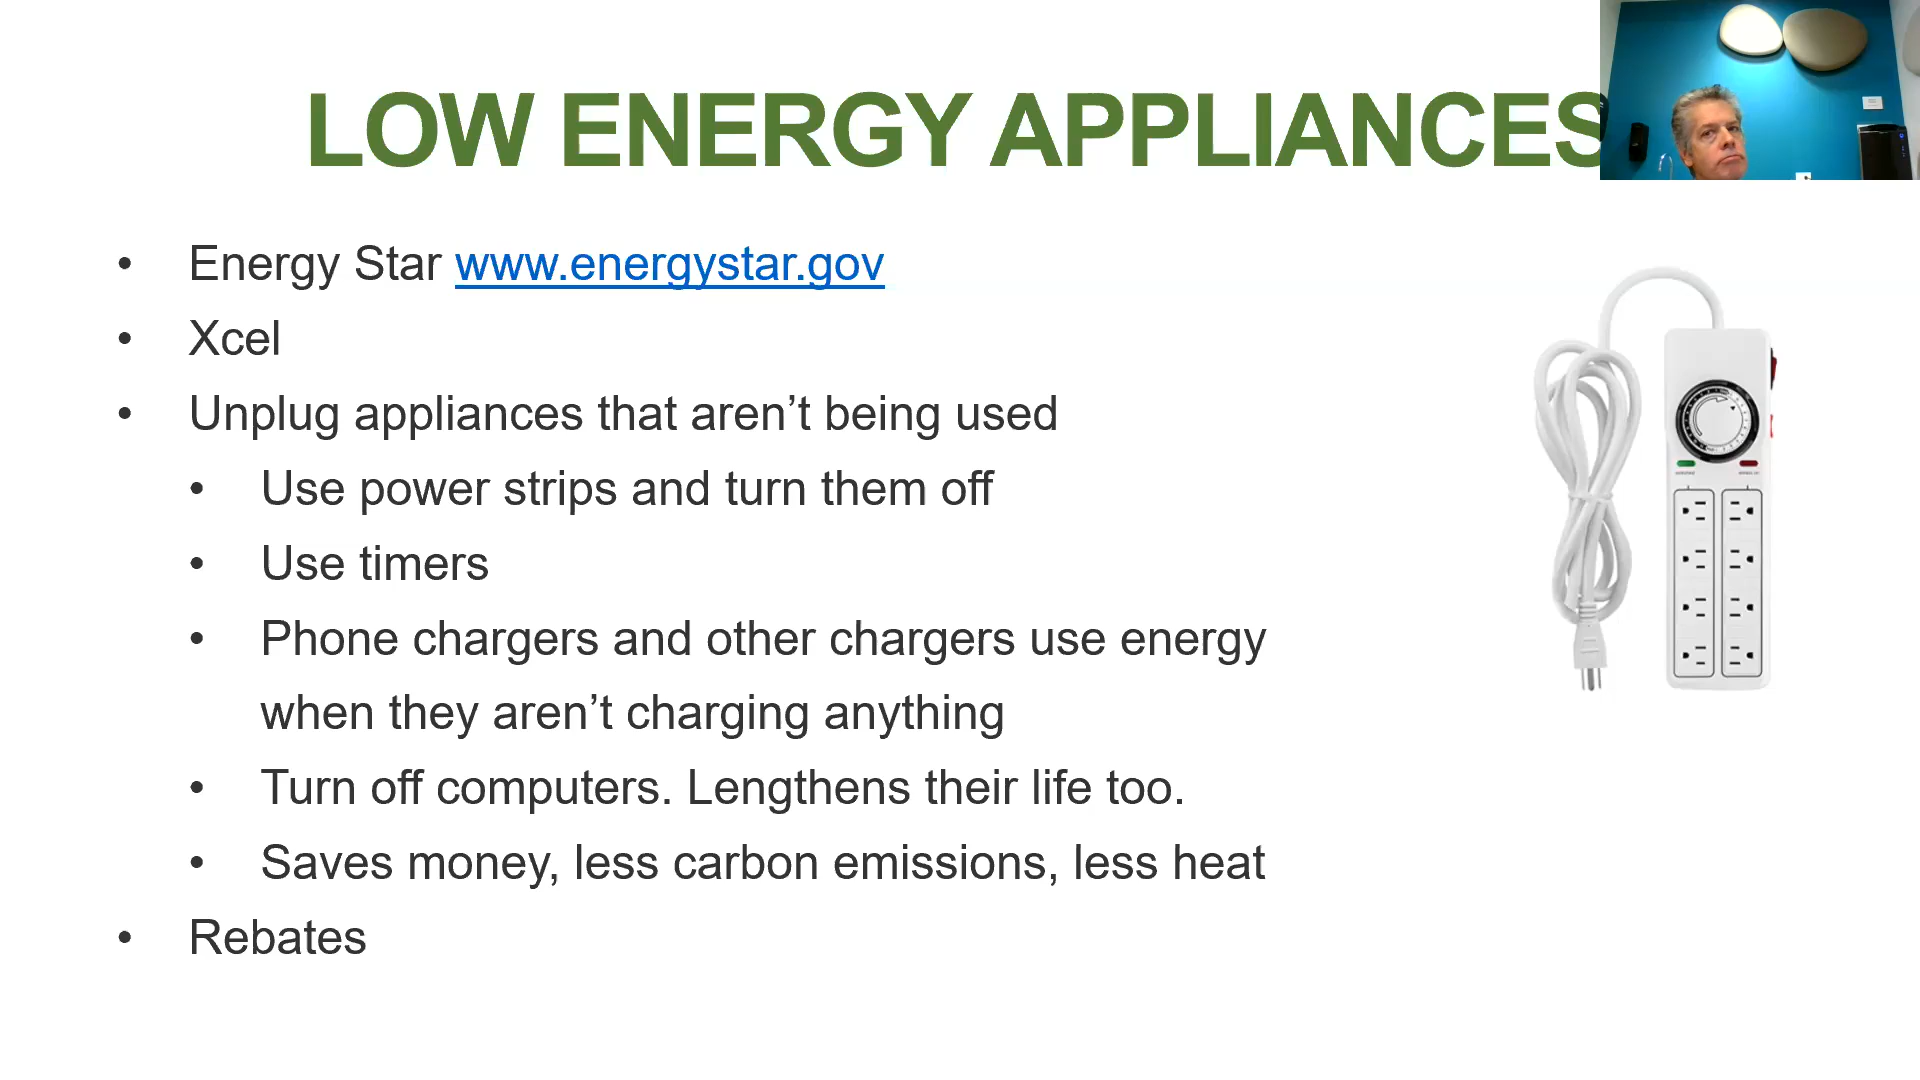 LOW ENERGY APPLIANCES
• Energy Star www.energystar.gov
• Xcel
• Unplug appliances that aren’t being used
• Use power strips and turn them off
• Use timers
• Phone chargers and other chargers use energy
when they aren’t charging anything
• Turn off computers. Lengthens their life too.
• Saves money, less carbon emissions, less heat
• Rebates